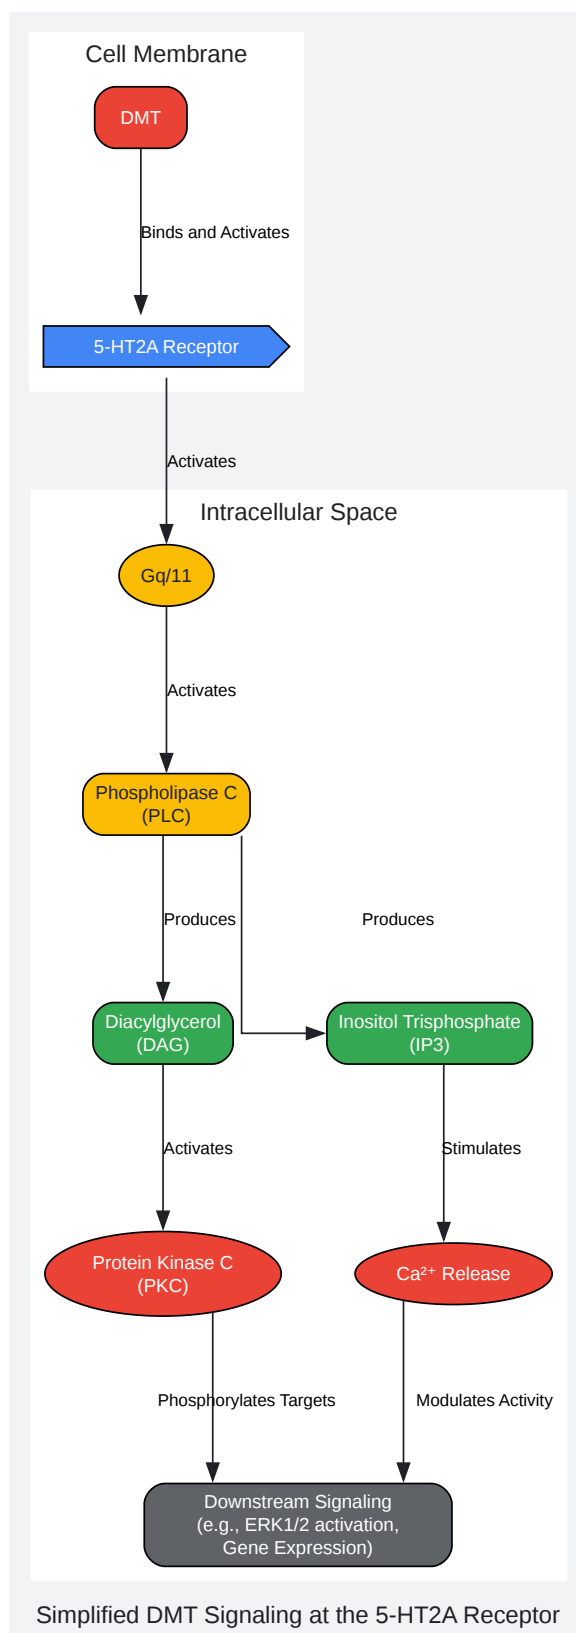 Cell Membrane
DMT
Binds and Activates
5-HT2A Receptor
Activates
Intracellular Space
Gq/11
Activates
Phospholipase C
(PLC)
Produces
Produces
Diacylglycerol
(DAG)
Inositol Trisphosphate
(IP3)
Activates
Stimulates
Protein Kinase C
(PKC)
Ca²⁺ Release
Phosphorylates Targets
Modulates Activity
Downstream Signaling
(e.g., ERK1/2 activation,
Gene Expression)
Simplified DMT Signaling at the 5-HT2A Receptor